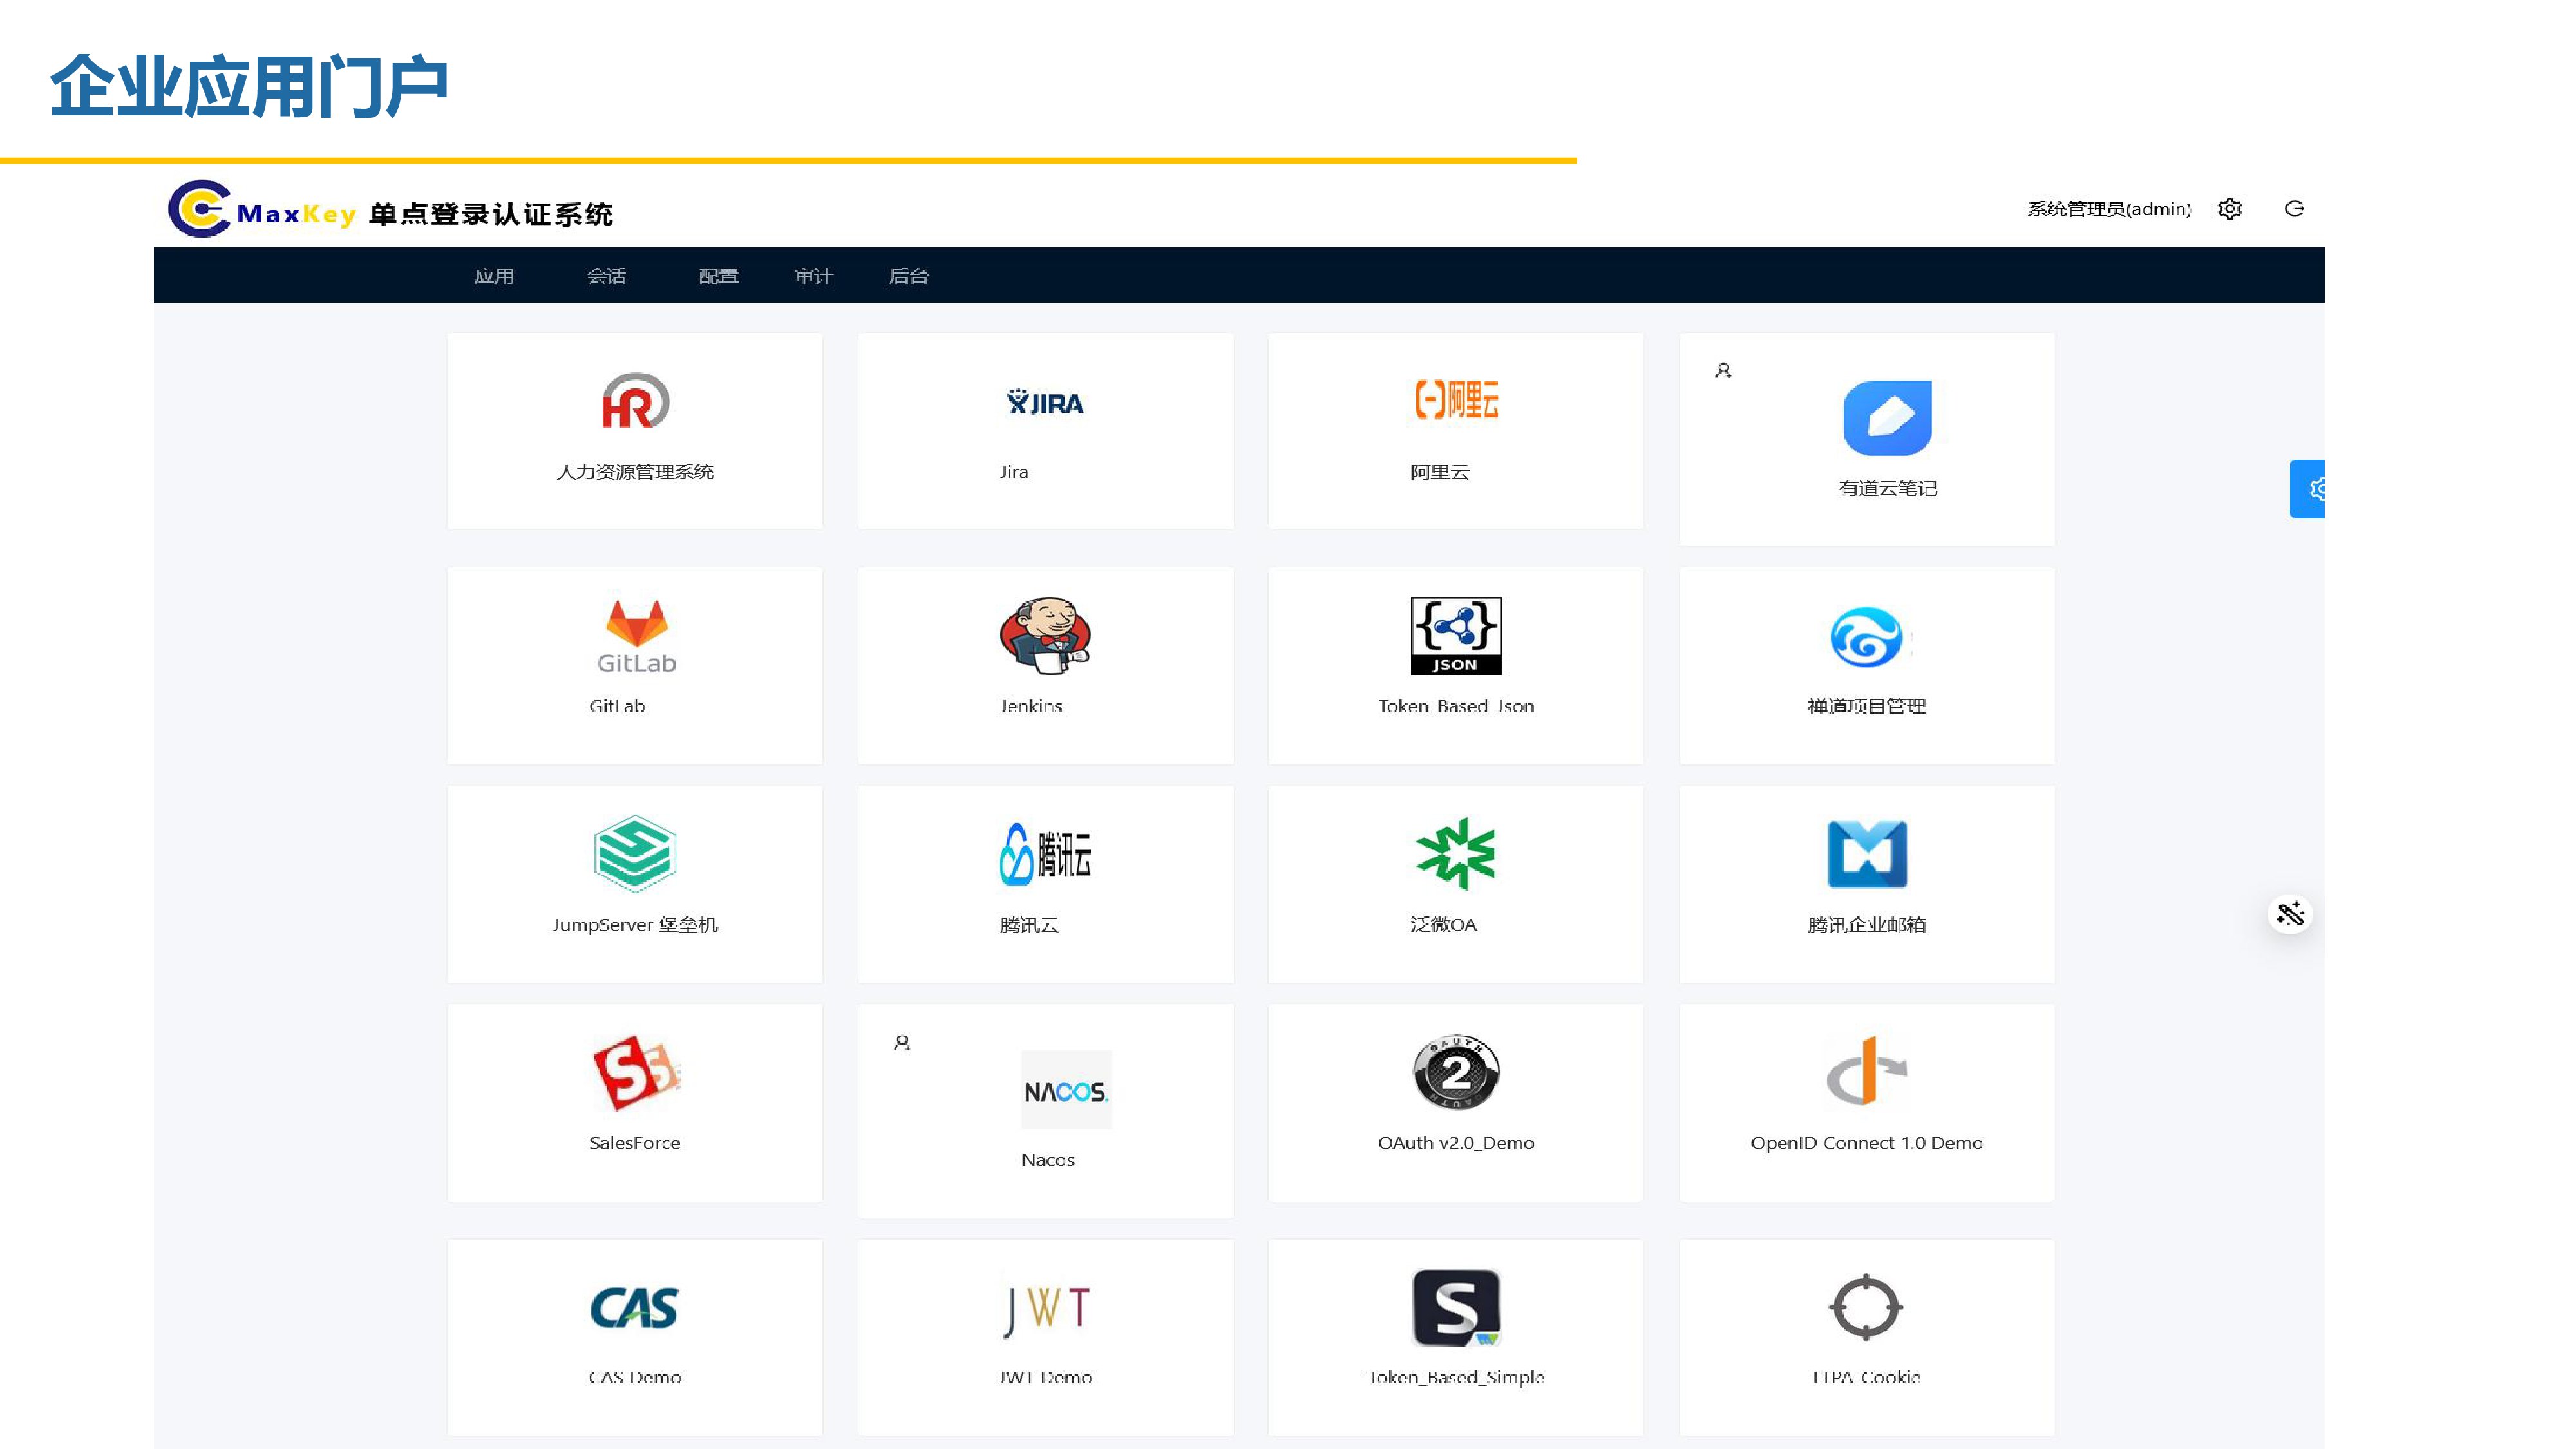 企业应用门户
MaxKey 单点登录认证系统
系统管理员(admin)
应用 会话 配置 审计 后台
HR
JIRA
阿里云
人力资源管理系统
Jira
阿里云
有道云笔记
GitLab
JSON
GitLab
Jenkins
Token_Based_Json
禅道项目管理
腾讯云
JumpServer 堡垒机
腾讯云
泛微OA
腾讯企业邮箱
S S S
NACOS.
OAUTH
2
OAUTH
SalesForce
Nacos
OAuth v2.0_Demo
OpenID Connect 1.0 Demo
CAS
JWT
S
CAS Demo
JWT Demo
Token_Based_Simple
LTPA-Cookie